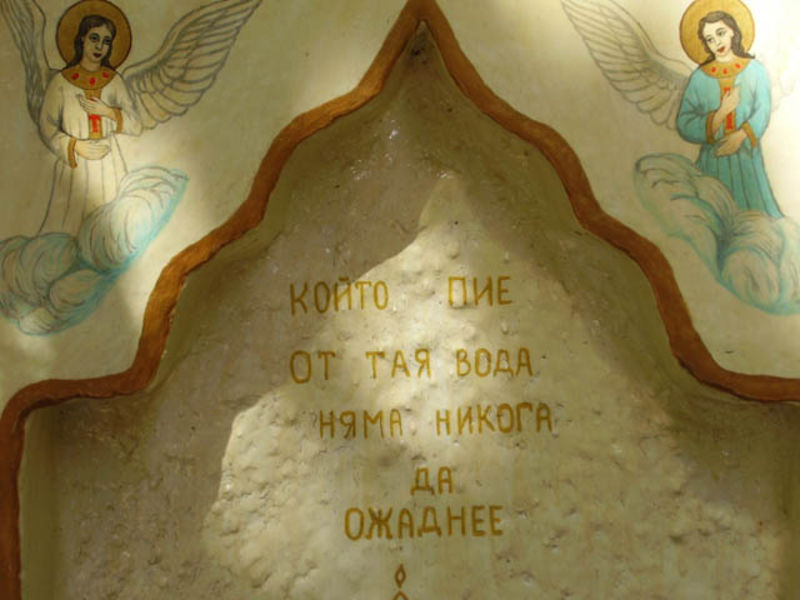 КОЙТО ПИЕ
ОТ ТАЯ ВОДА
НЯМА НИКОГА
ДА
ОЖАДНЕЕ